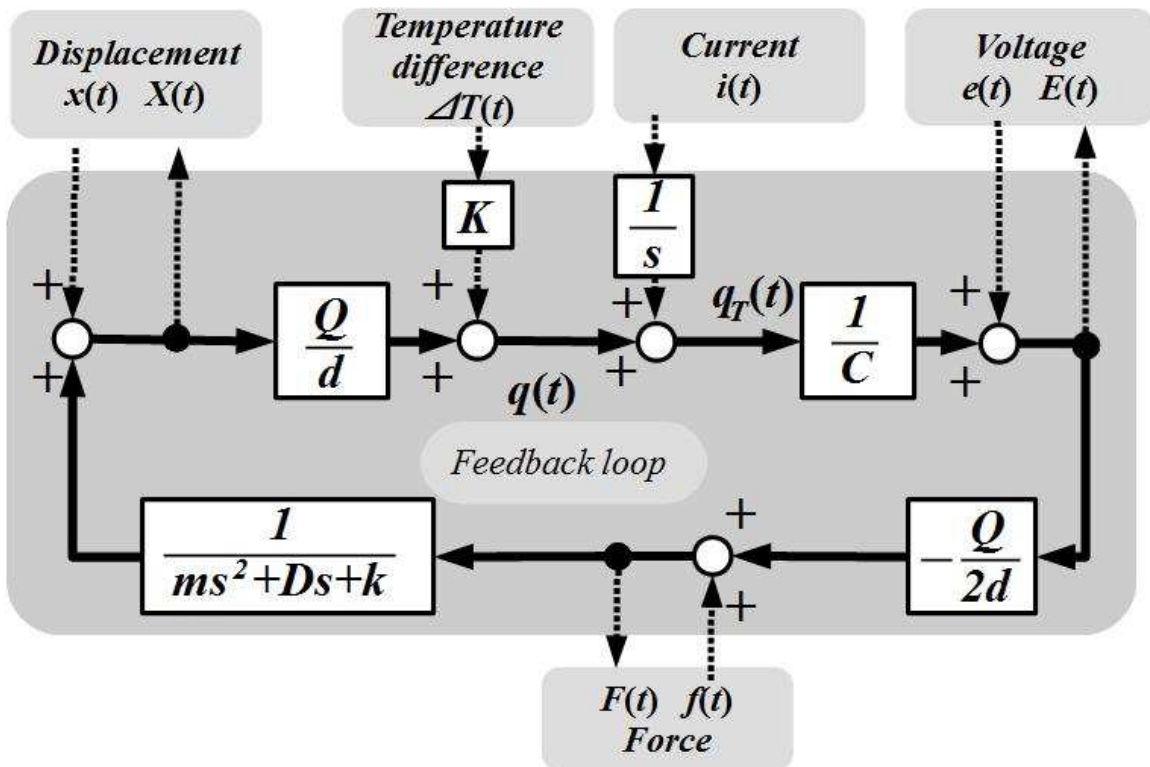 Displacement
x(t) X(t)
Temperature
difference
⊿T(t)
Current
i(t)
Voltage
e(t) E(t)
K
1
s
+
+
Q
d
+
+
q(t)
+
+
q_T(t)
1
C
+
+
Feedback loop
1
ms²+Ds+k
+
+
−Q
2d
F(t) f(t)
Force